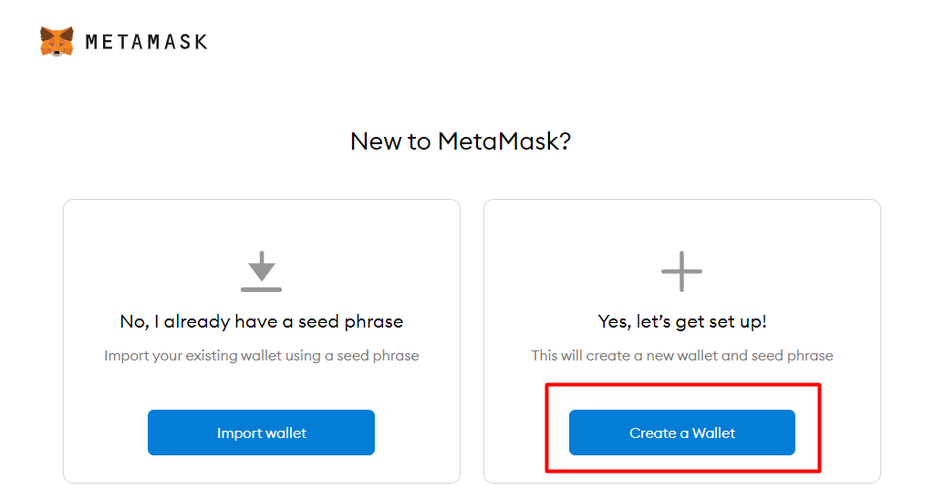 METAMASK
New to MetaMask?
No, I already have a seed phrase
Import your existing wallet using a seed phrase
Import wallet
Yes, let’s get set up!
This will create a new wallet and seed phrase
Create a Wallet